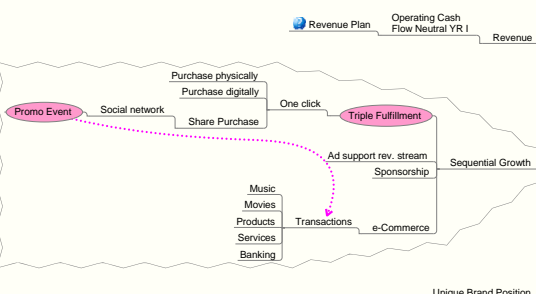 Revenue Plan
Operating Cash
Flow Neutral YR I
Revenue
Purchase physically
Purchase digitally
Promo Event
Social network
Share Purchase
One click
Triple Fulfillment
Ad support rev. stream
Sponsorship
Sequential Growth
Music
Movies
Products
Services
Banking
Transactions
e-Commerce
Unique Brand Position